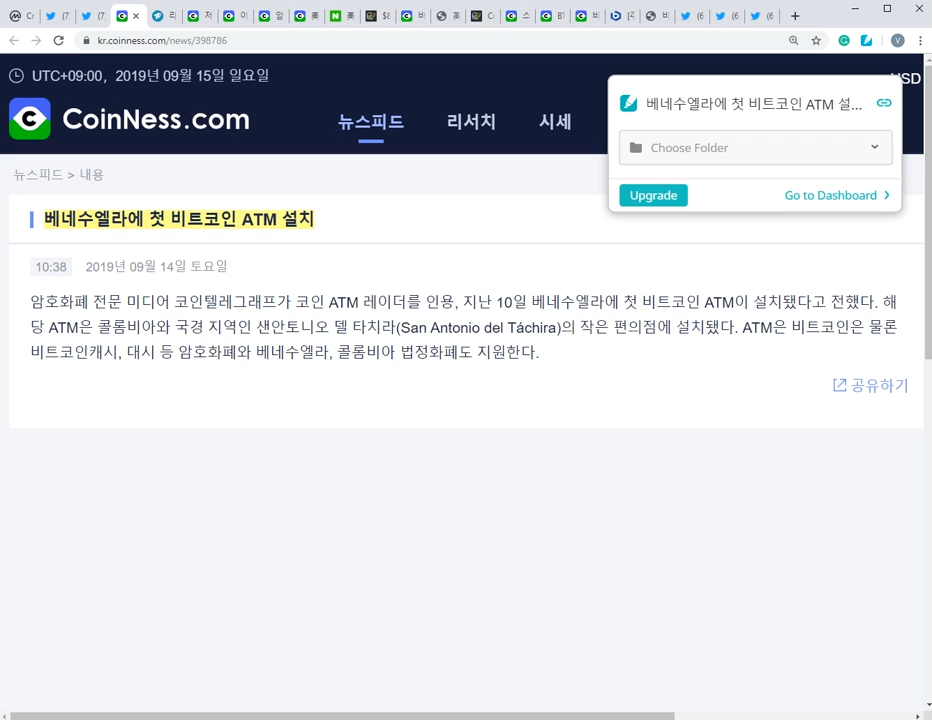 kr.coinness.com/news/398786
UTC+09:00, 2019년 09월 15일 일요일
USD
CoinNess.com
뉴스피드
리서치
시세
베네수엘라에 첫 비트코인 ATM 설...
Choose Folder
Upgrade
Go to Dashboard
뉴스피드 > 내용
베네수엘라에 첫 비트코인 ATM 설치
10:38
2019년 09월 14일 토요일
암호화폐 전문 미디어 코인텔레그래프가 코인 ATM 레이더를 인용, 지난 10일 베네수엘라에 첫 비트코인 ATM이 설치됐다고 전했다. 해
당 ATM은 콜롬비아와 국경 지역인 샌안토니오 델 타치라(San Antonio del Táchira)의 작은 편의점에 설치됐다. ATM은 비트코인은 물론
비트코인캐시, 대시 등 암호화폐와 베네수엘라, 콜롬비아 법정화폐도 지원한다.
공유하기